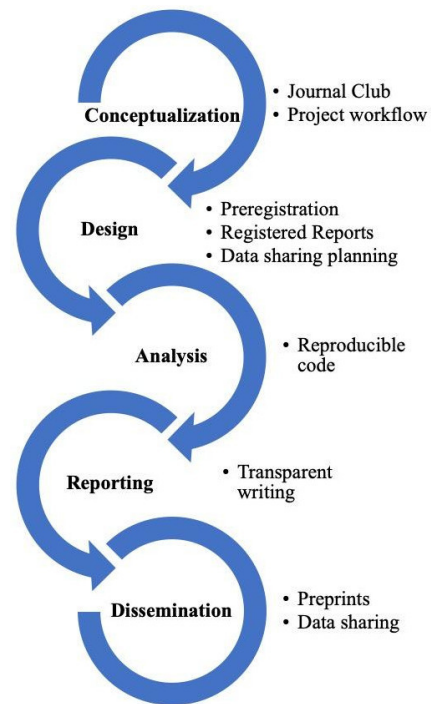 Conceptualization
• Journal Club
• Project workflow
Design
• Preregistration
• Registered Reports
• Data sharing planning
Analysis
• Reproducible
code
Reporting
• Transparent
writing
Dissemination
• Preprints
• Data sharing